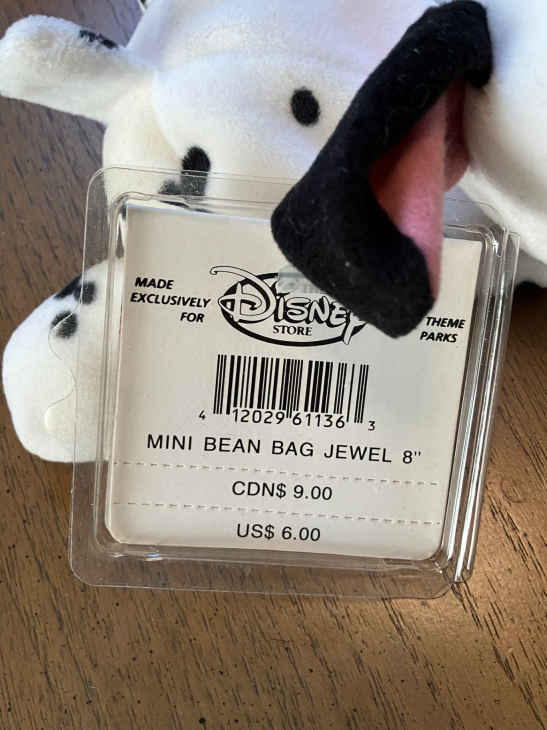 MADE
EXCLUSIVELY
FOR
DISNEY
STORE
THEME
PARKS
4 12029 61136 3
MINI BEAN BAG JEWEL 8"
CDN$ 9.00
US$ 6.00